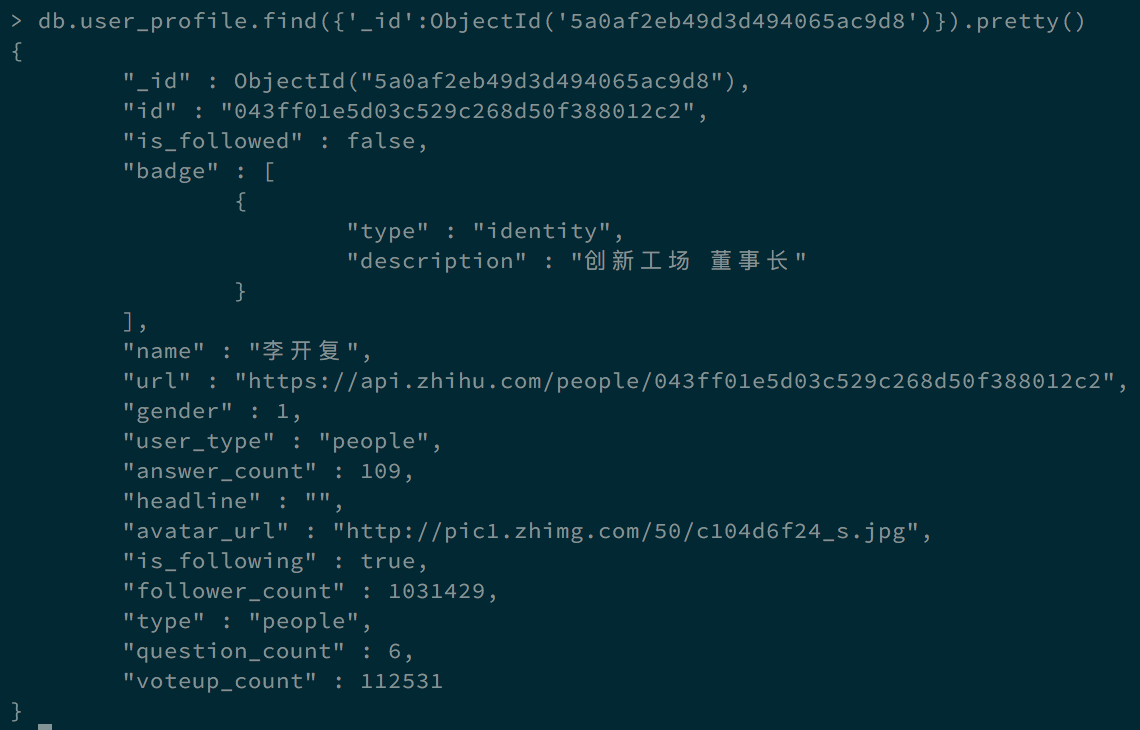 > db.user_profile.find({'_id':ObjectId('5a0af2eb49d3d494065ac9d8')}).pretty()
{
"_id" : ObjectId("5a0af2eb49d3d494065ac9d8"),
"id" : "043ff01e5d03c529c268d50f388012c2",
"is_followed" : false,
"badge" : [
{
"type" : "identity",
"description" : "创新工场 董事长"
}
],
"name" : "李开复",
"url" : "https://api.zhihu.com/people/043ff01e5d03c529c268d50f388012c2",
"gender" : 1,
"user_type" : "people",
"answer_count" : 109,
"headline" : "",
"avatar_url" : "http://pic1.zhimg.com/50/c104d6f24_s.jpg",
"is_following" : true,
"follower_count" : 1031429,
"type" : "people",
"question_count" : 6,
"voteup_count" : 112531
}